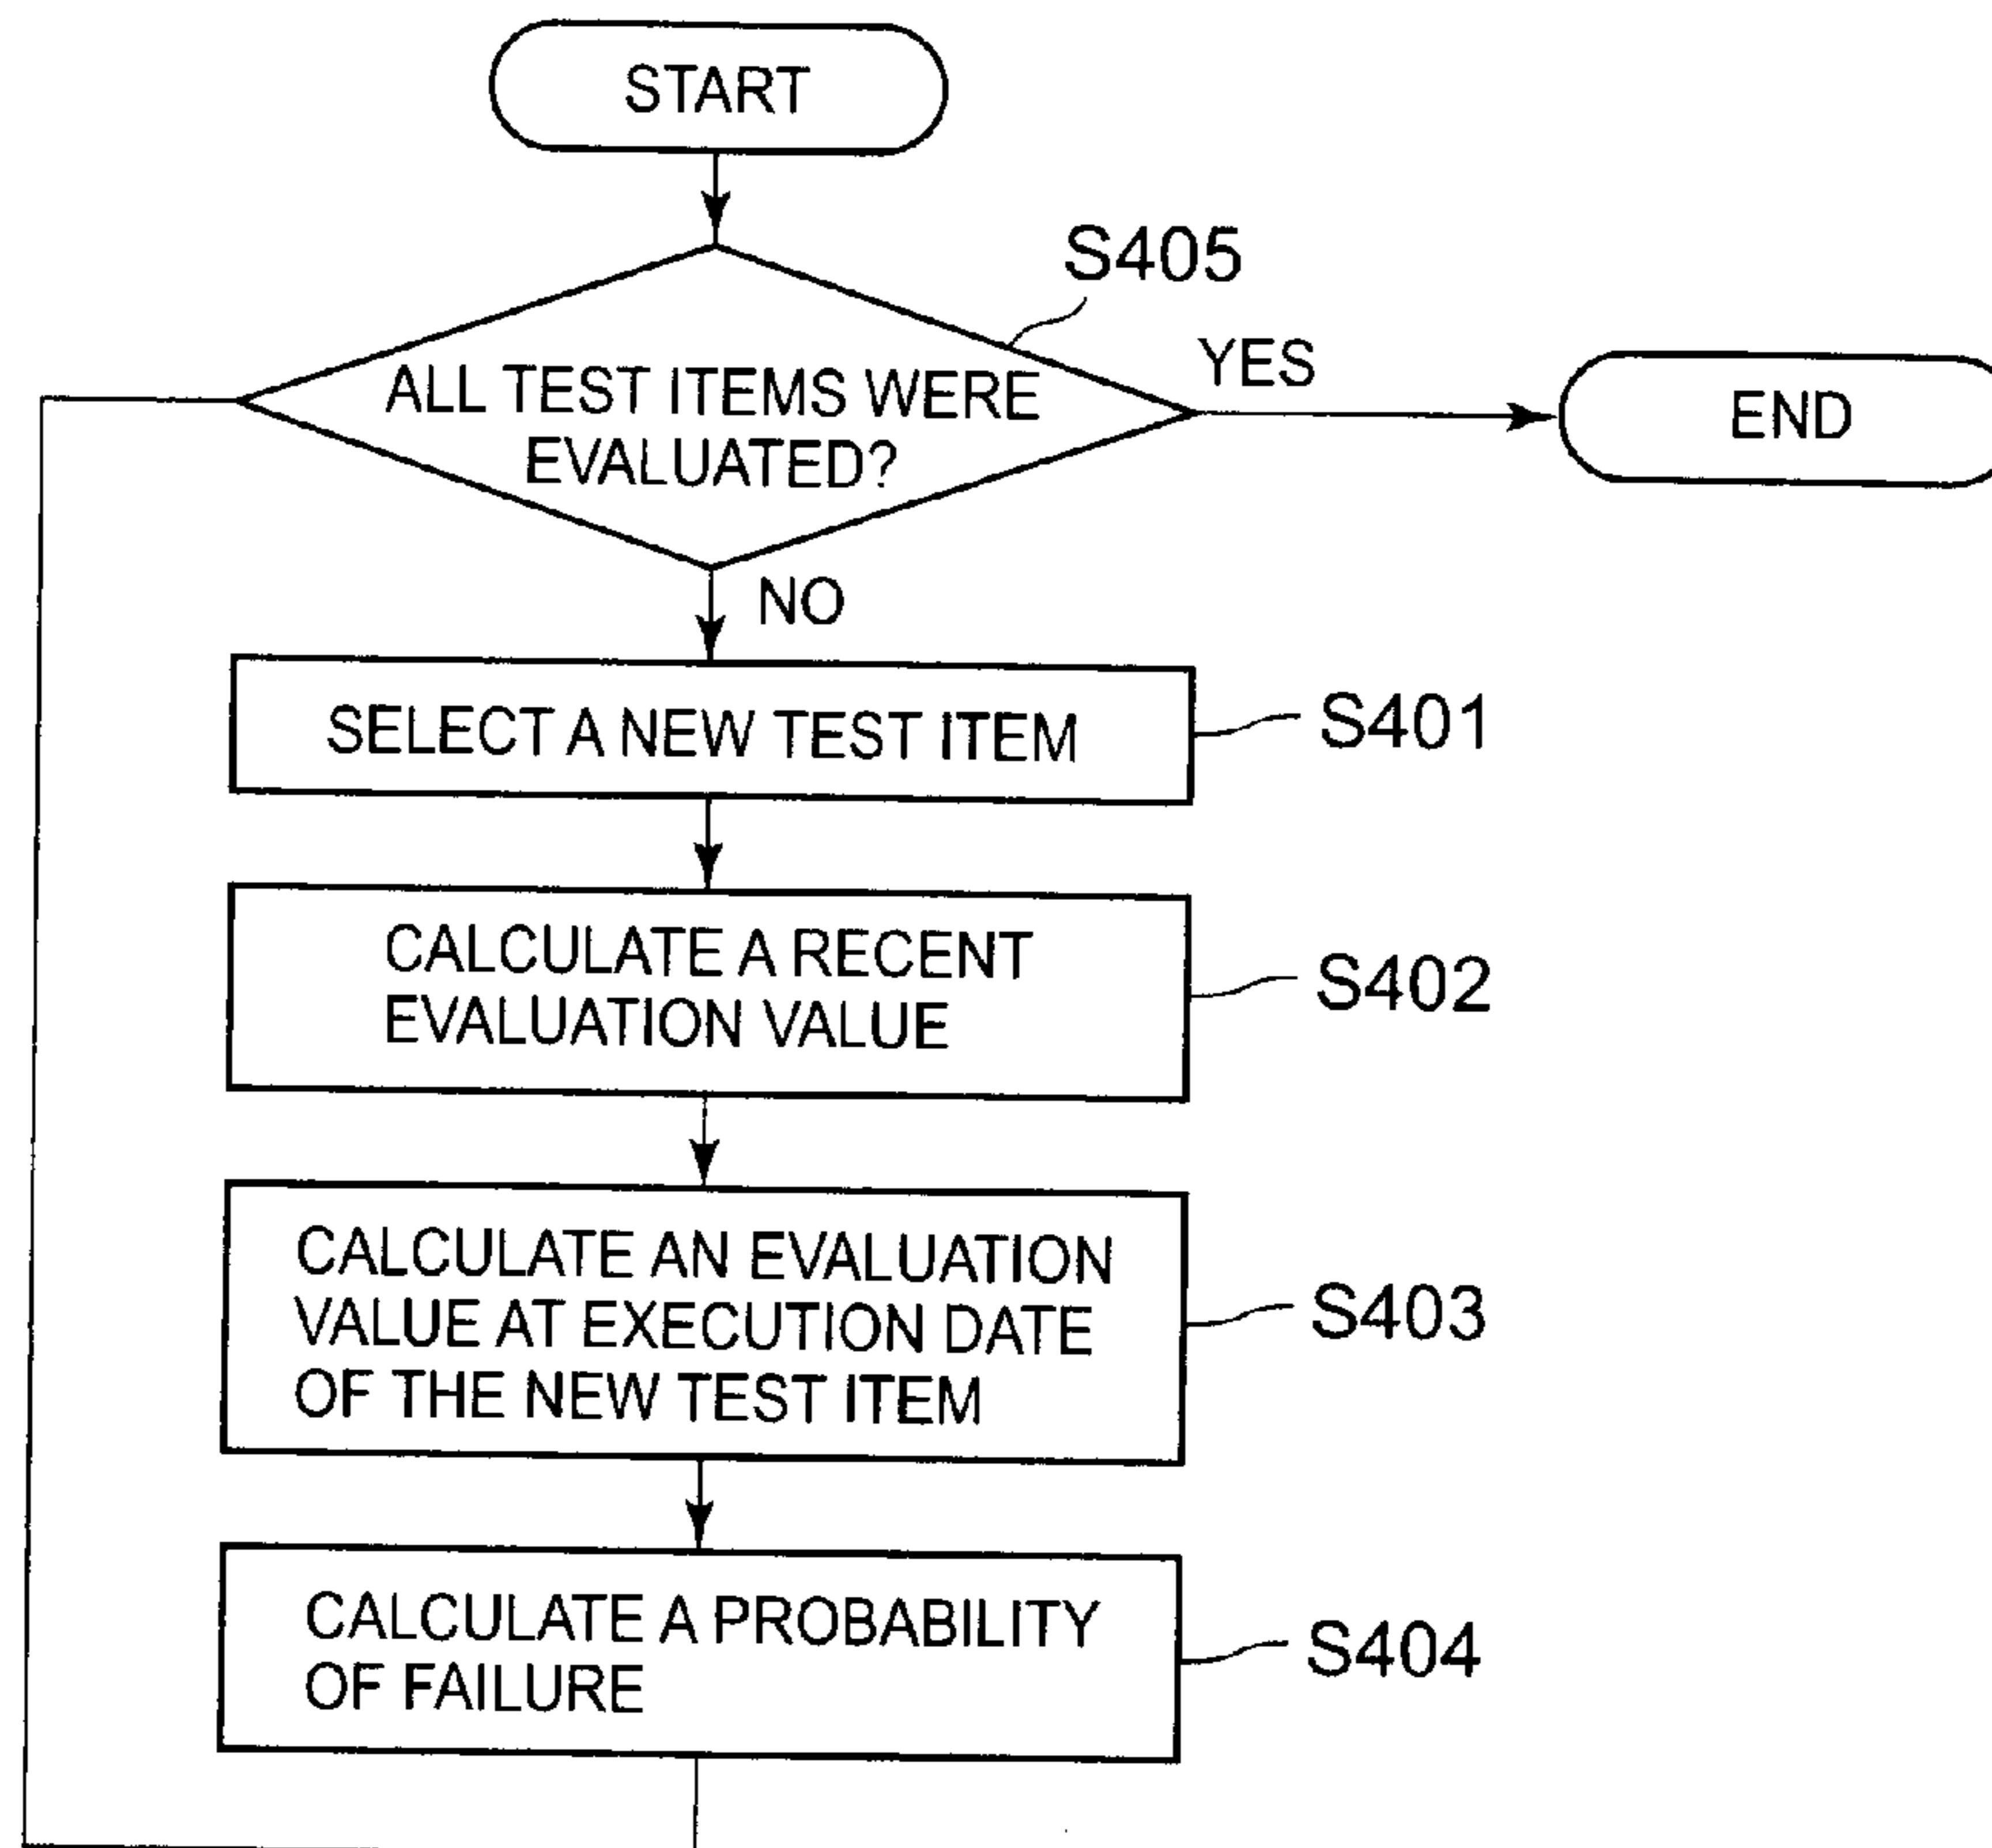 START
S405
ALL TEST ITEMS WERE
EVALUATED?
YES
END
NO
SELECT A NEW TEST ITEM
S401
CALCULATE A RECENT
EVALUATION VALUE
S402
CALCULATE AN EVALUATION
VALUE AT EXECUTION DATE
OF THE NEW TEST ITEM
S403
CALCULATE A PROBABILITY
OF FAILURE
S404